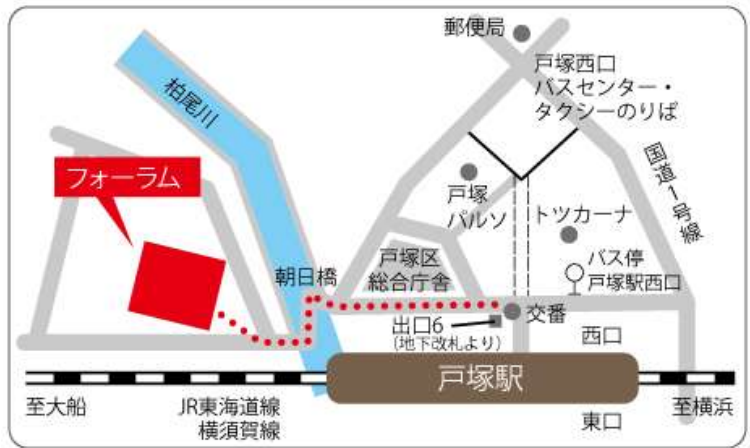 郵便局
戸塚西口
バスセンター・
タクシーのりば
柏尾川
国道1号線
フォーラム
戸塚
パルソ
トツカーナ
戸塚区
総合庁舎
バス停
戸塚駅西口
朝日橋
交番
出口6
(地下改札より)
西口
戸塚駅
至大船
JR東海道線
横須賀線
東口
至横浜